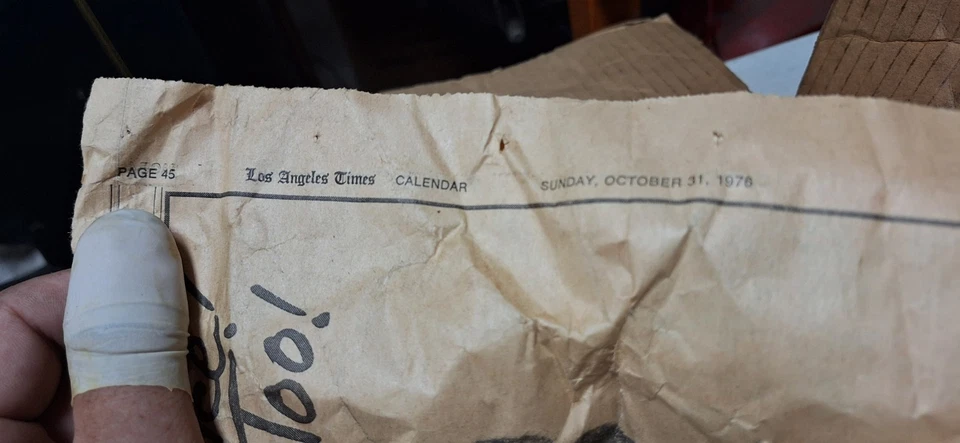 PAGE 45 Los Angeles Times CALENDAR SUNDAY, OCTOBER 31, 1976
Too!